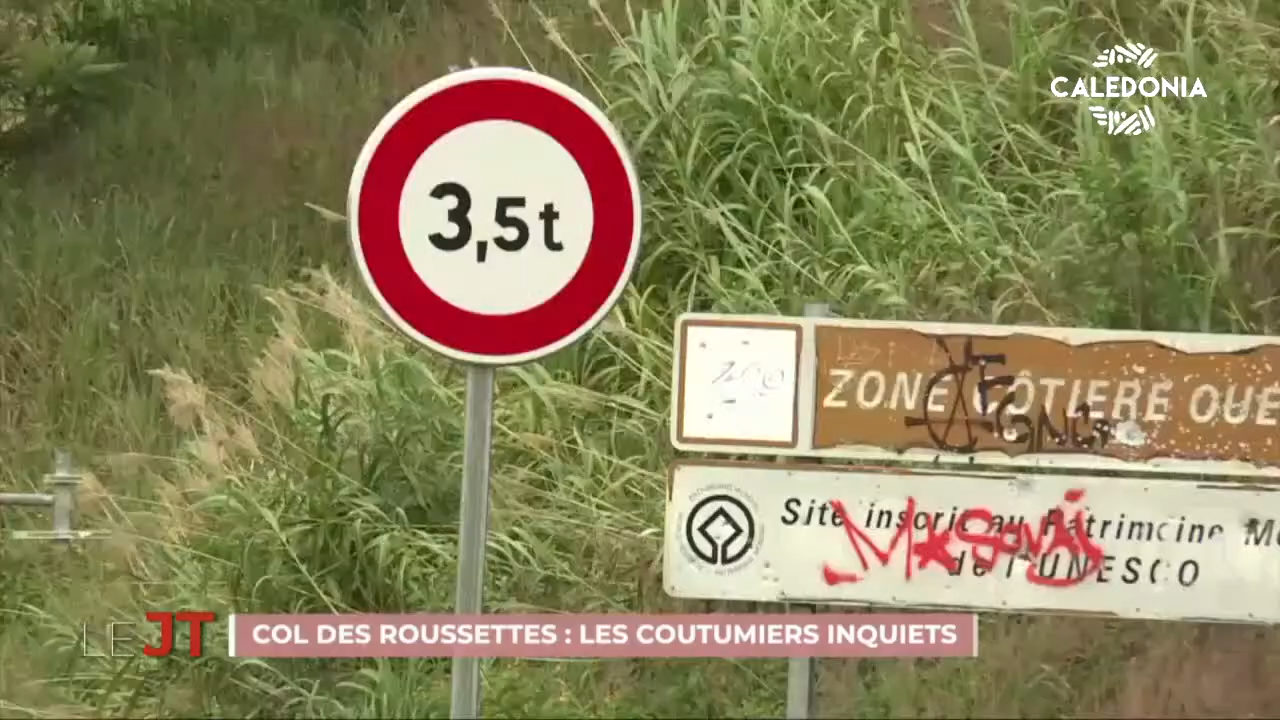 CALEDONIA
3,5t
ZONE CÔTIERE OUE
Site inscrit au Patrimoine M
de l'UNESCO
LE JT
COL DES ROUSSETTES : LES COUTUMIERS INQUIETS